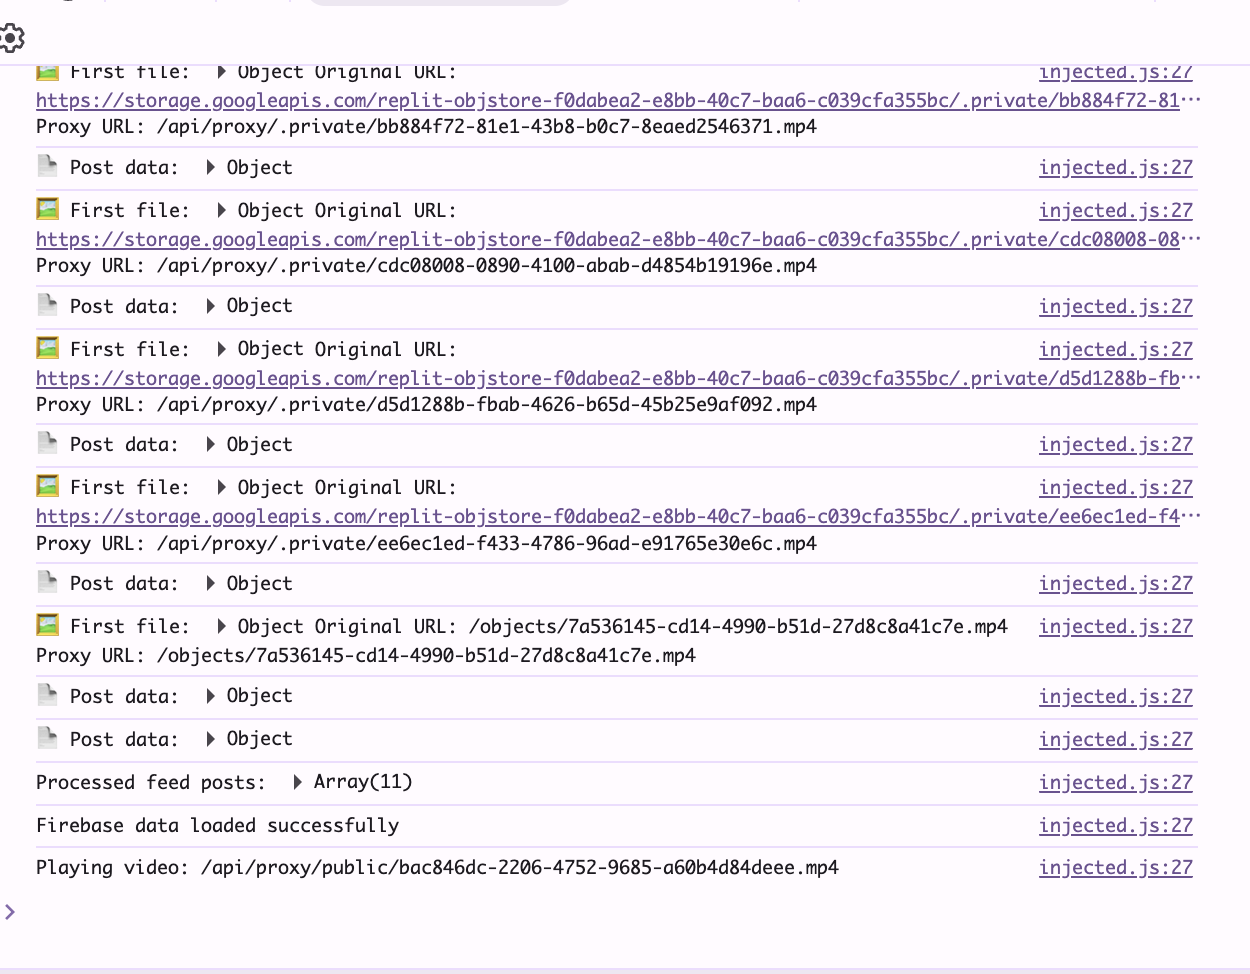 First file: Object Original URL: injected.js:27
https://storage.googleapis.com/replit-objstore-f0dabea2-e8bb-40c7-baa6-c039cfa355bc/.private/bb884f72-81…
Proxy URL: /api/proxy/.private/bb884f72-81e1-43b8-b0c7-8eaed2546371.mp4
Post data: Object injected.js:27
First file: Object Original URL: injected.js:27
https://storage.googleapis.com/replit-objstore-f0dabea2-e8bb-40c7-baa6-c039cfa355bc/.private/cdc08008-08…
Proxy URL: /api/proxy/.private/cdc08008-0890-4100-abab-d4854b19196e.mp4
Post data: Object injected.js:27
First file: Object Original URL: injected.js:27
https://storage.googleapis.com/replit-objstore-f0dabea2-e8bb-40c7-baa6-c039cfa355bc/.private/d5d1288b-fb…
Proxy URL: /api/proxy/.private/d5d1288b-fbab-4626-b65d-45b25e9af092.mp4
Post data: Object injected.js:27
First file: Object Original URL: injected.js:27
https://storage.googleapis.com/replit-objstore-f0dabea2-e8bb-40c7-baa6-c039cfa355bc/.private/ee6ec1ed-f4…
Proxy URL: /api/proxy/.private/ee6ec1ed-f433-4786-96ad-e91765e30e6c.mp4
Post data: Object injected.js:27
First file: Object Original URL: /objects/7a536145-cd14-4990-b51d-27d8c8a41c7e.mp4 injected.js:27
Proxy URL: /objects/7a536145-cd14-4990-b51d-27d8c8a41c7e.mp4
Post data: Object injected.js:27
Post data: Object injected.js:27
Processed feed posts: Array(11) injected.js:27
Firebase data loaded successfully injected.js:27
Playing video: /api/proxy/public/bac846dc-2206-4752-9685-a60b4d84deee.mp4 injected.js:27